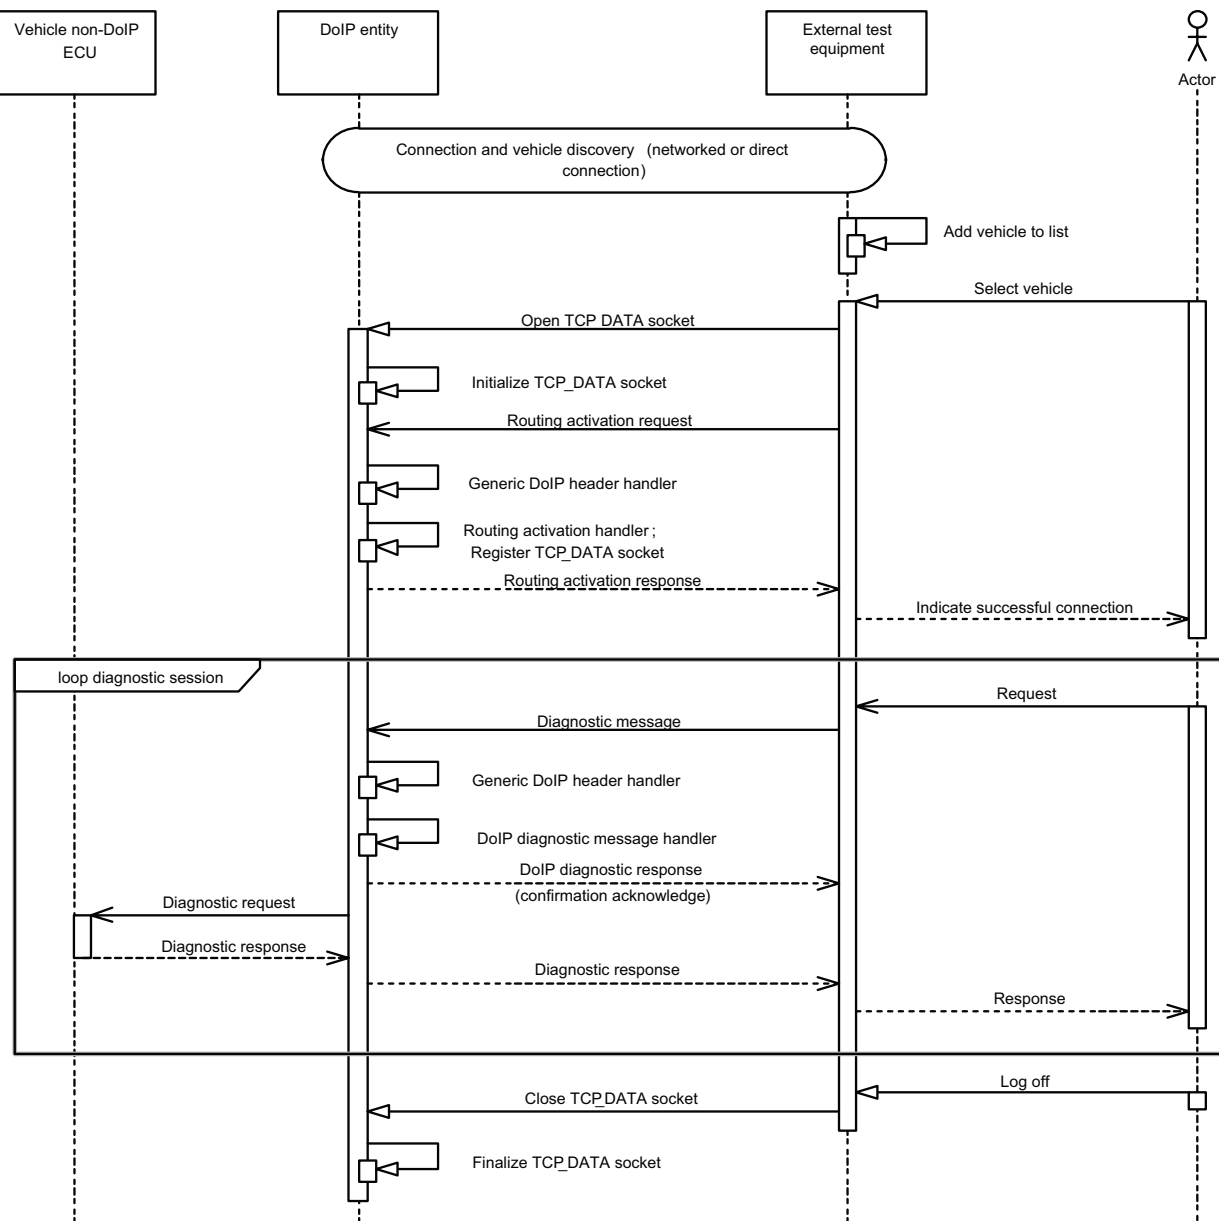 Vehicle non-DoIP
ECU
DoIP entity
External test
equipment
Actor
Connection and vehicle discovery (networked or direct
connection)
Add vehicle to list
Select vehicle
Open TCP DATA socket
Initialize TCP_DATA socket
Routing activation request
Generic DoIP header handler
Routing activation handler ;
Register TCP_DATA socket
Routing activation response
Indicate successful connection
loop diagnostic session
Request
Diagnostic message
Generic DoIP header handler
DoIP diagnostic message handler
DoIP diagnostic response
(confirmation acknowledge)
Diagnostic request
Diagnostic response
Diagnostic response
Response
Log off
Close TCP_DATA socket
Finalize TCP_DATA socket